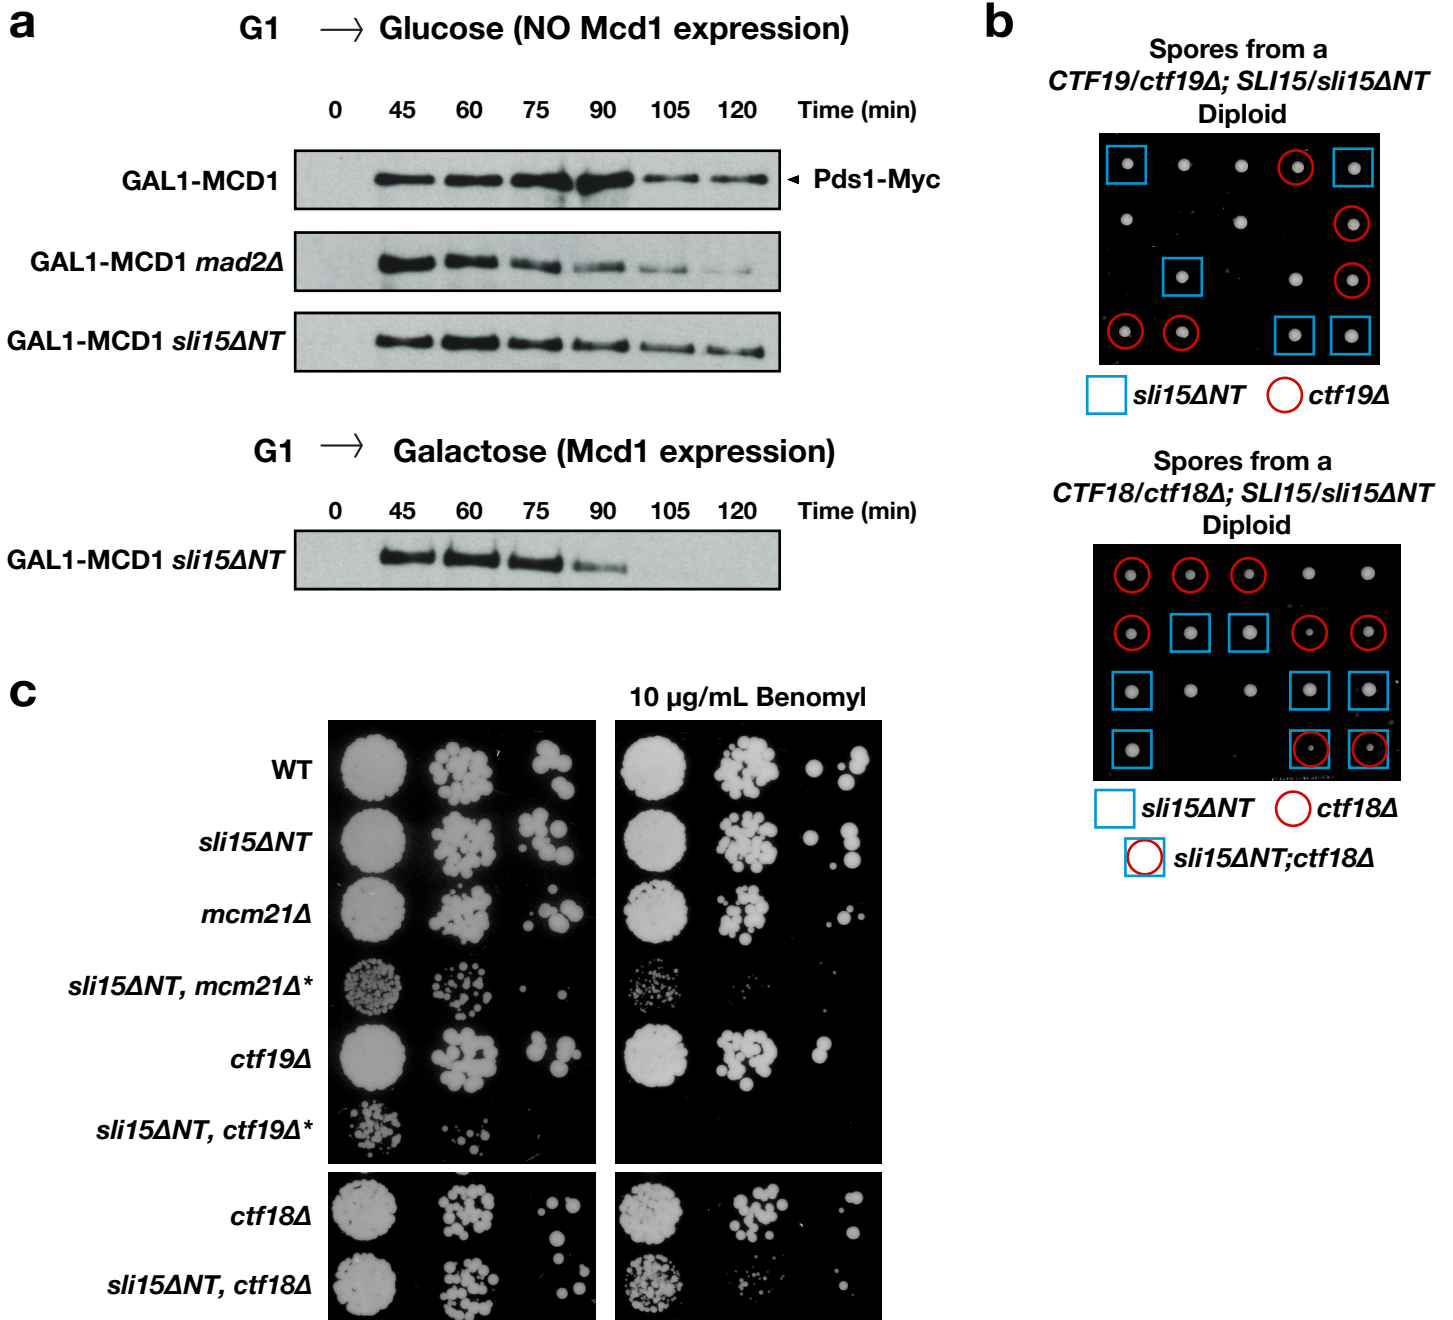 a
G1 → Glucose (NO Mcd1 expression)
0 45 60 75 90 105 120 Time (min)
GAL1-MCD1
Pds1-Myc
GAL1-MCD1 mad2Δ
GAL1-MCD1 sli15ΔNT
G1 → Galactose (Mcd1 expression)
0 45 60 75 90 105 120 Time (min)
GAL1-MCD1 sli15ΔNT
b
Spores from a
CTF19/ctf19Δ; SLI15/sli15ΔNT
Diploid
sli15ΔNT ctf19Δ
Spores from a
CTF18/ctf18Δ; SLI15/sli15ΔNT
Diploid
sli15ΔNT ctf18Δ
sli15ΔNT;ctf18Δ
c
10 µg/mL Benomyl
WT
sli15ΔNT
mcm21Δ
sli15ΔNT, mcm21Δ*
ctf19Δ
sli15ΔNT, ctf19Δ*
ctf18Δ
sli15ΔNT, ctf18Δ